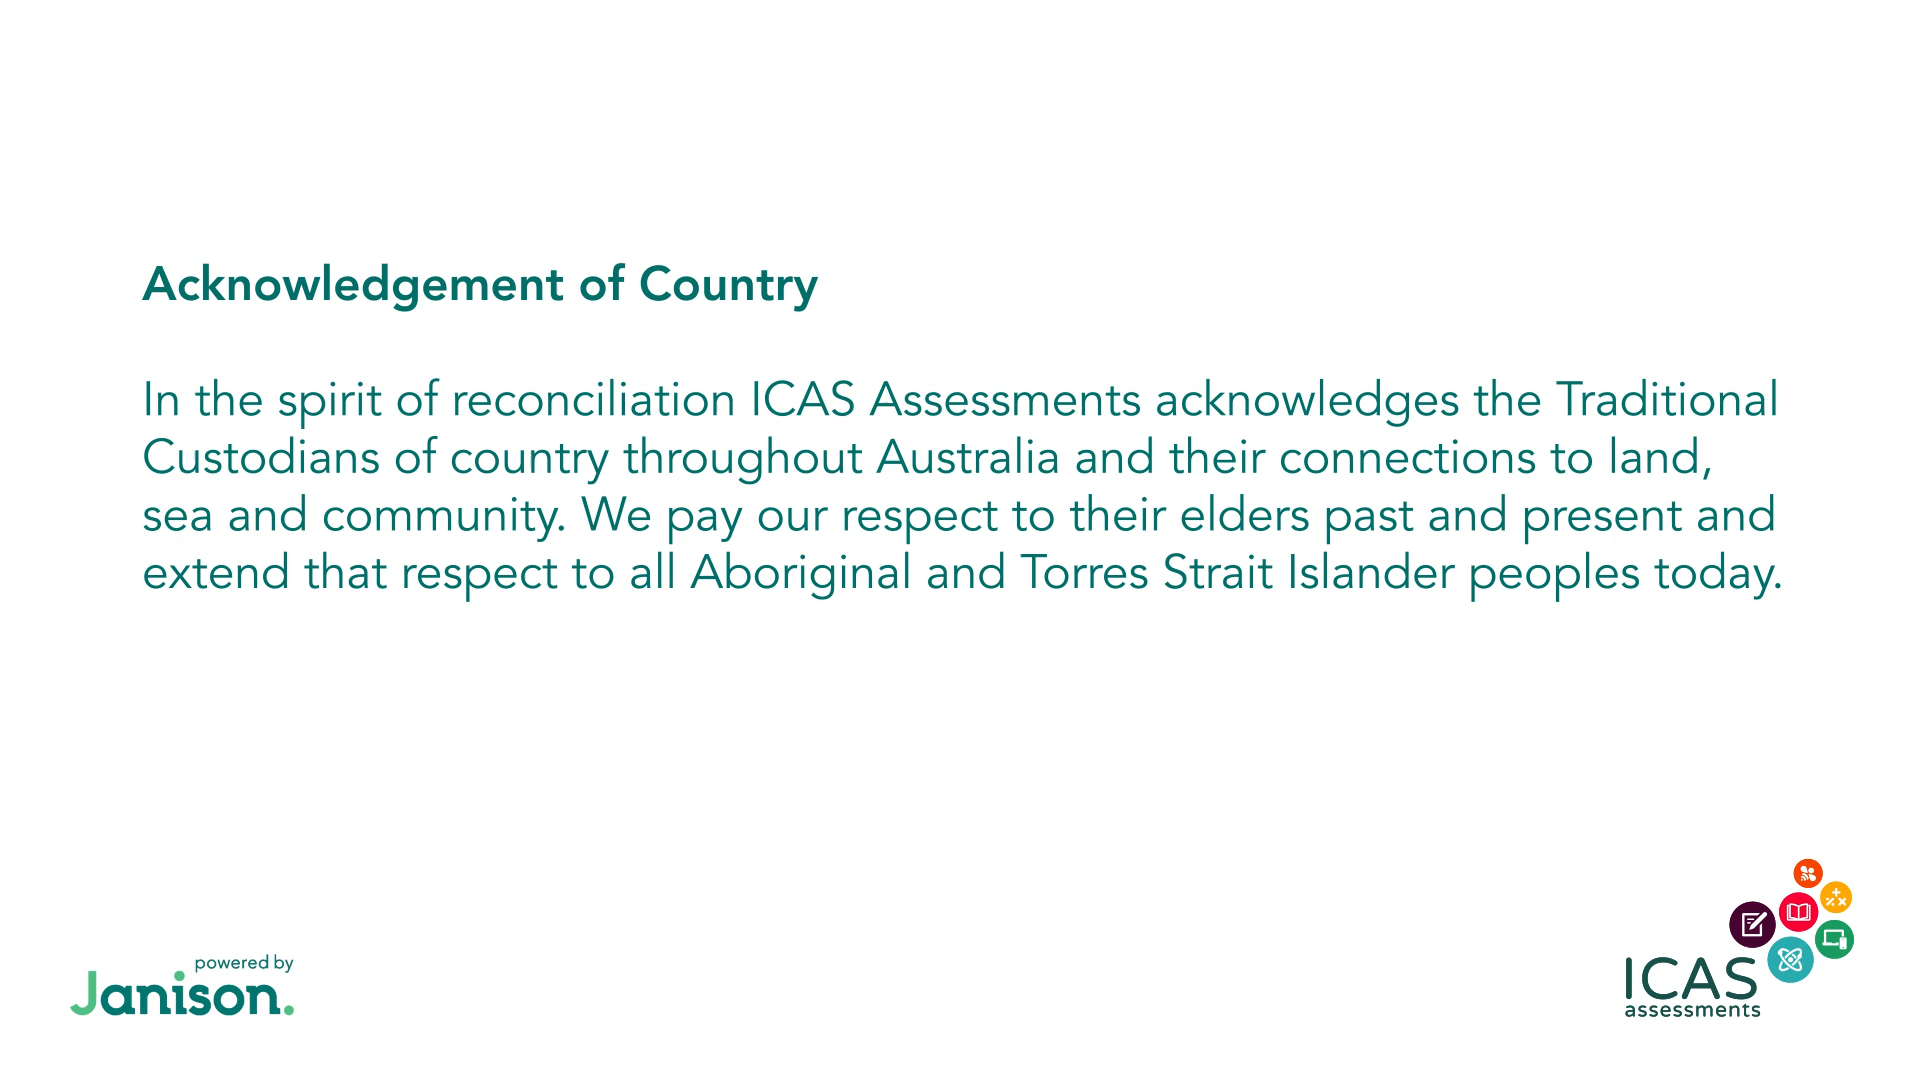 Acknowledgement of Country
In the spirit of reconciliation ICAS Assessments acknowledges the Traditional
Custodians of country throughout Australia and their connections to land,
sea and community. We pay our respect to their elders past and present and
extend that respect to all Aboriginal and Torres Strait Islander peoples today.
powered by
Janison.
ICAS
assessments